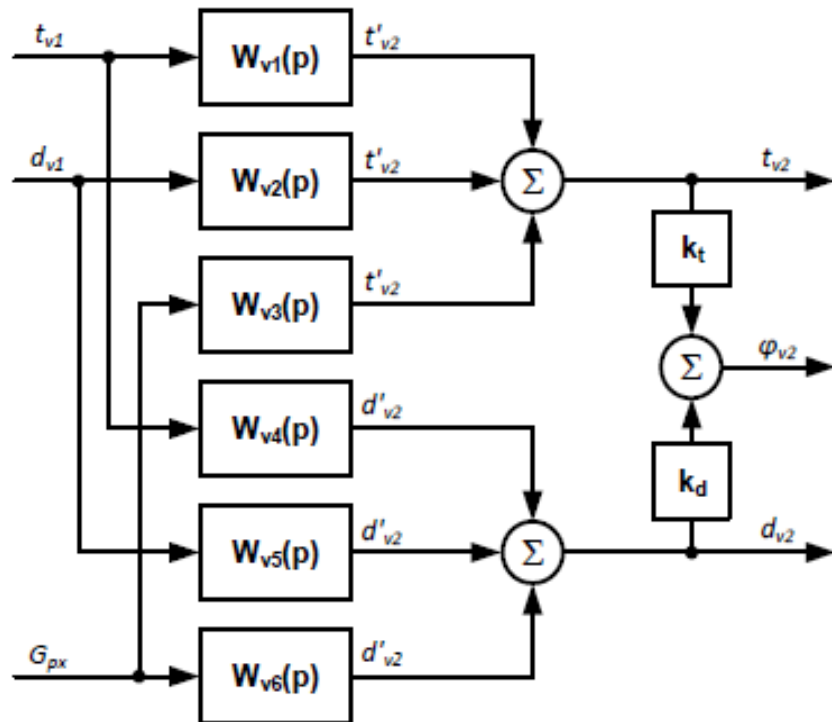 t_v1 W_v1(p) t'_v2
d_v1 W_v2(p) t'_v2 Σ t_v2
k_t
W_v3(p) t'_v2
Σ φ_v2
W_v4(p) d'_v2
k_d
W_v5(p) d'_v2 Σ d_v2
G_px W_v6(p) d'_v2